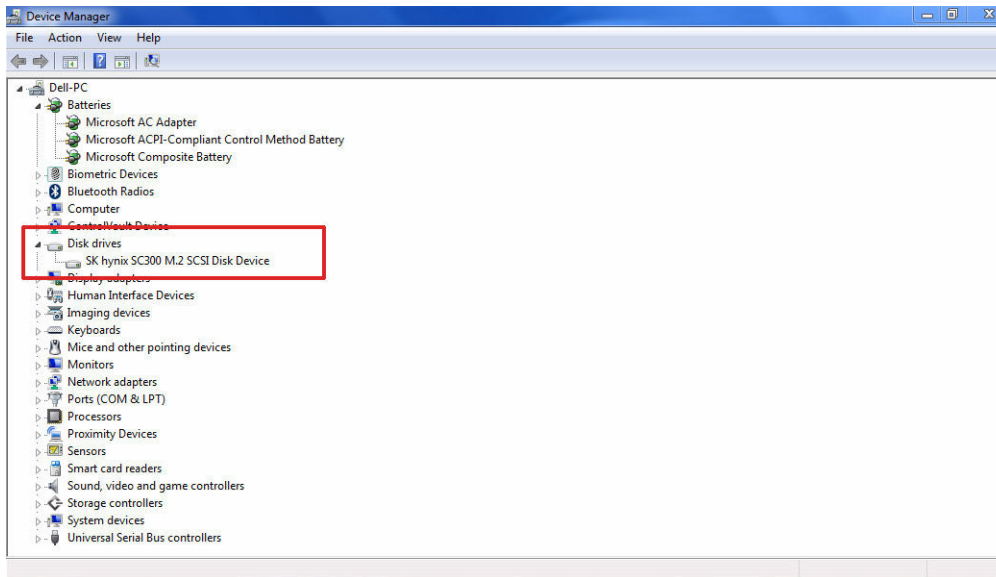 Device Manager
File Action View Help
Dell-PC
Batteries
Microsoft AC Adapter
Microsoft ACPI-Compliant Control Method Battery
Microsoft Composite Battery
Biometric Devices
Bluetooth Radios
Computer
ControlVault Device
Disk drives
SK hynix SC300 M.2 SCSI Disk Device
Display adapters
Human Interface Devices
Imaging devices
Keyboards
Mice and other pointing devices
Monitors
Network adapters
Ports (COM & LPT)
Processors
Proximity Devices
Sensors
Smart card readers
Sound, video and game controllers
Storage controllers
System devices
Universal Serial Bus controllers